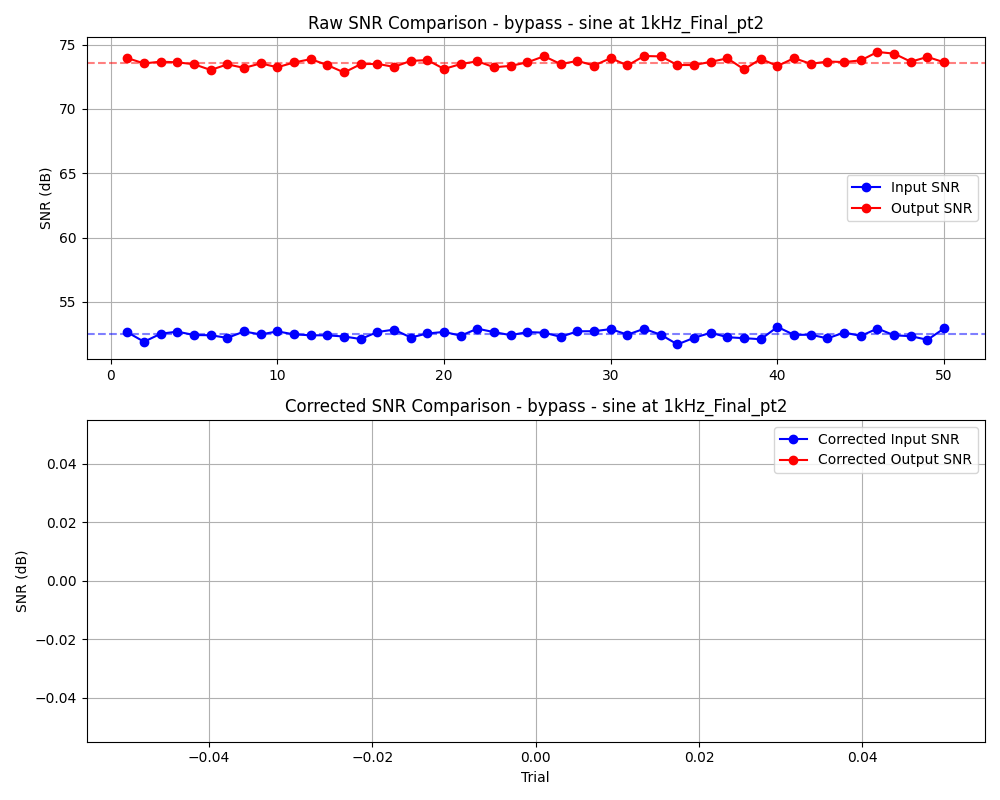 Raw SNR Comparison - bypass - sine at 1kHz_Final_pt2
75
70
65
60
55
SNR (dB)
Input SNR
Output SNR
0 10 20 30 40 50
Corrected SNR Comparison - bypass - sine at 1kHz_Final_pt2
0.04
0.02
0.00
−0.02
−0.04
SNR (dB)
Corrected Input SNR
Corrected Output SNR
−0.04 −0.02 0.00 0.02 0.04
Trial